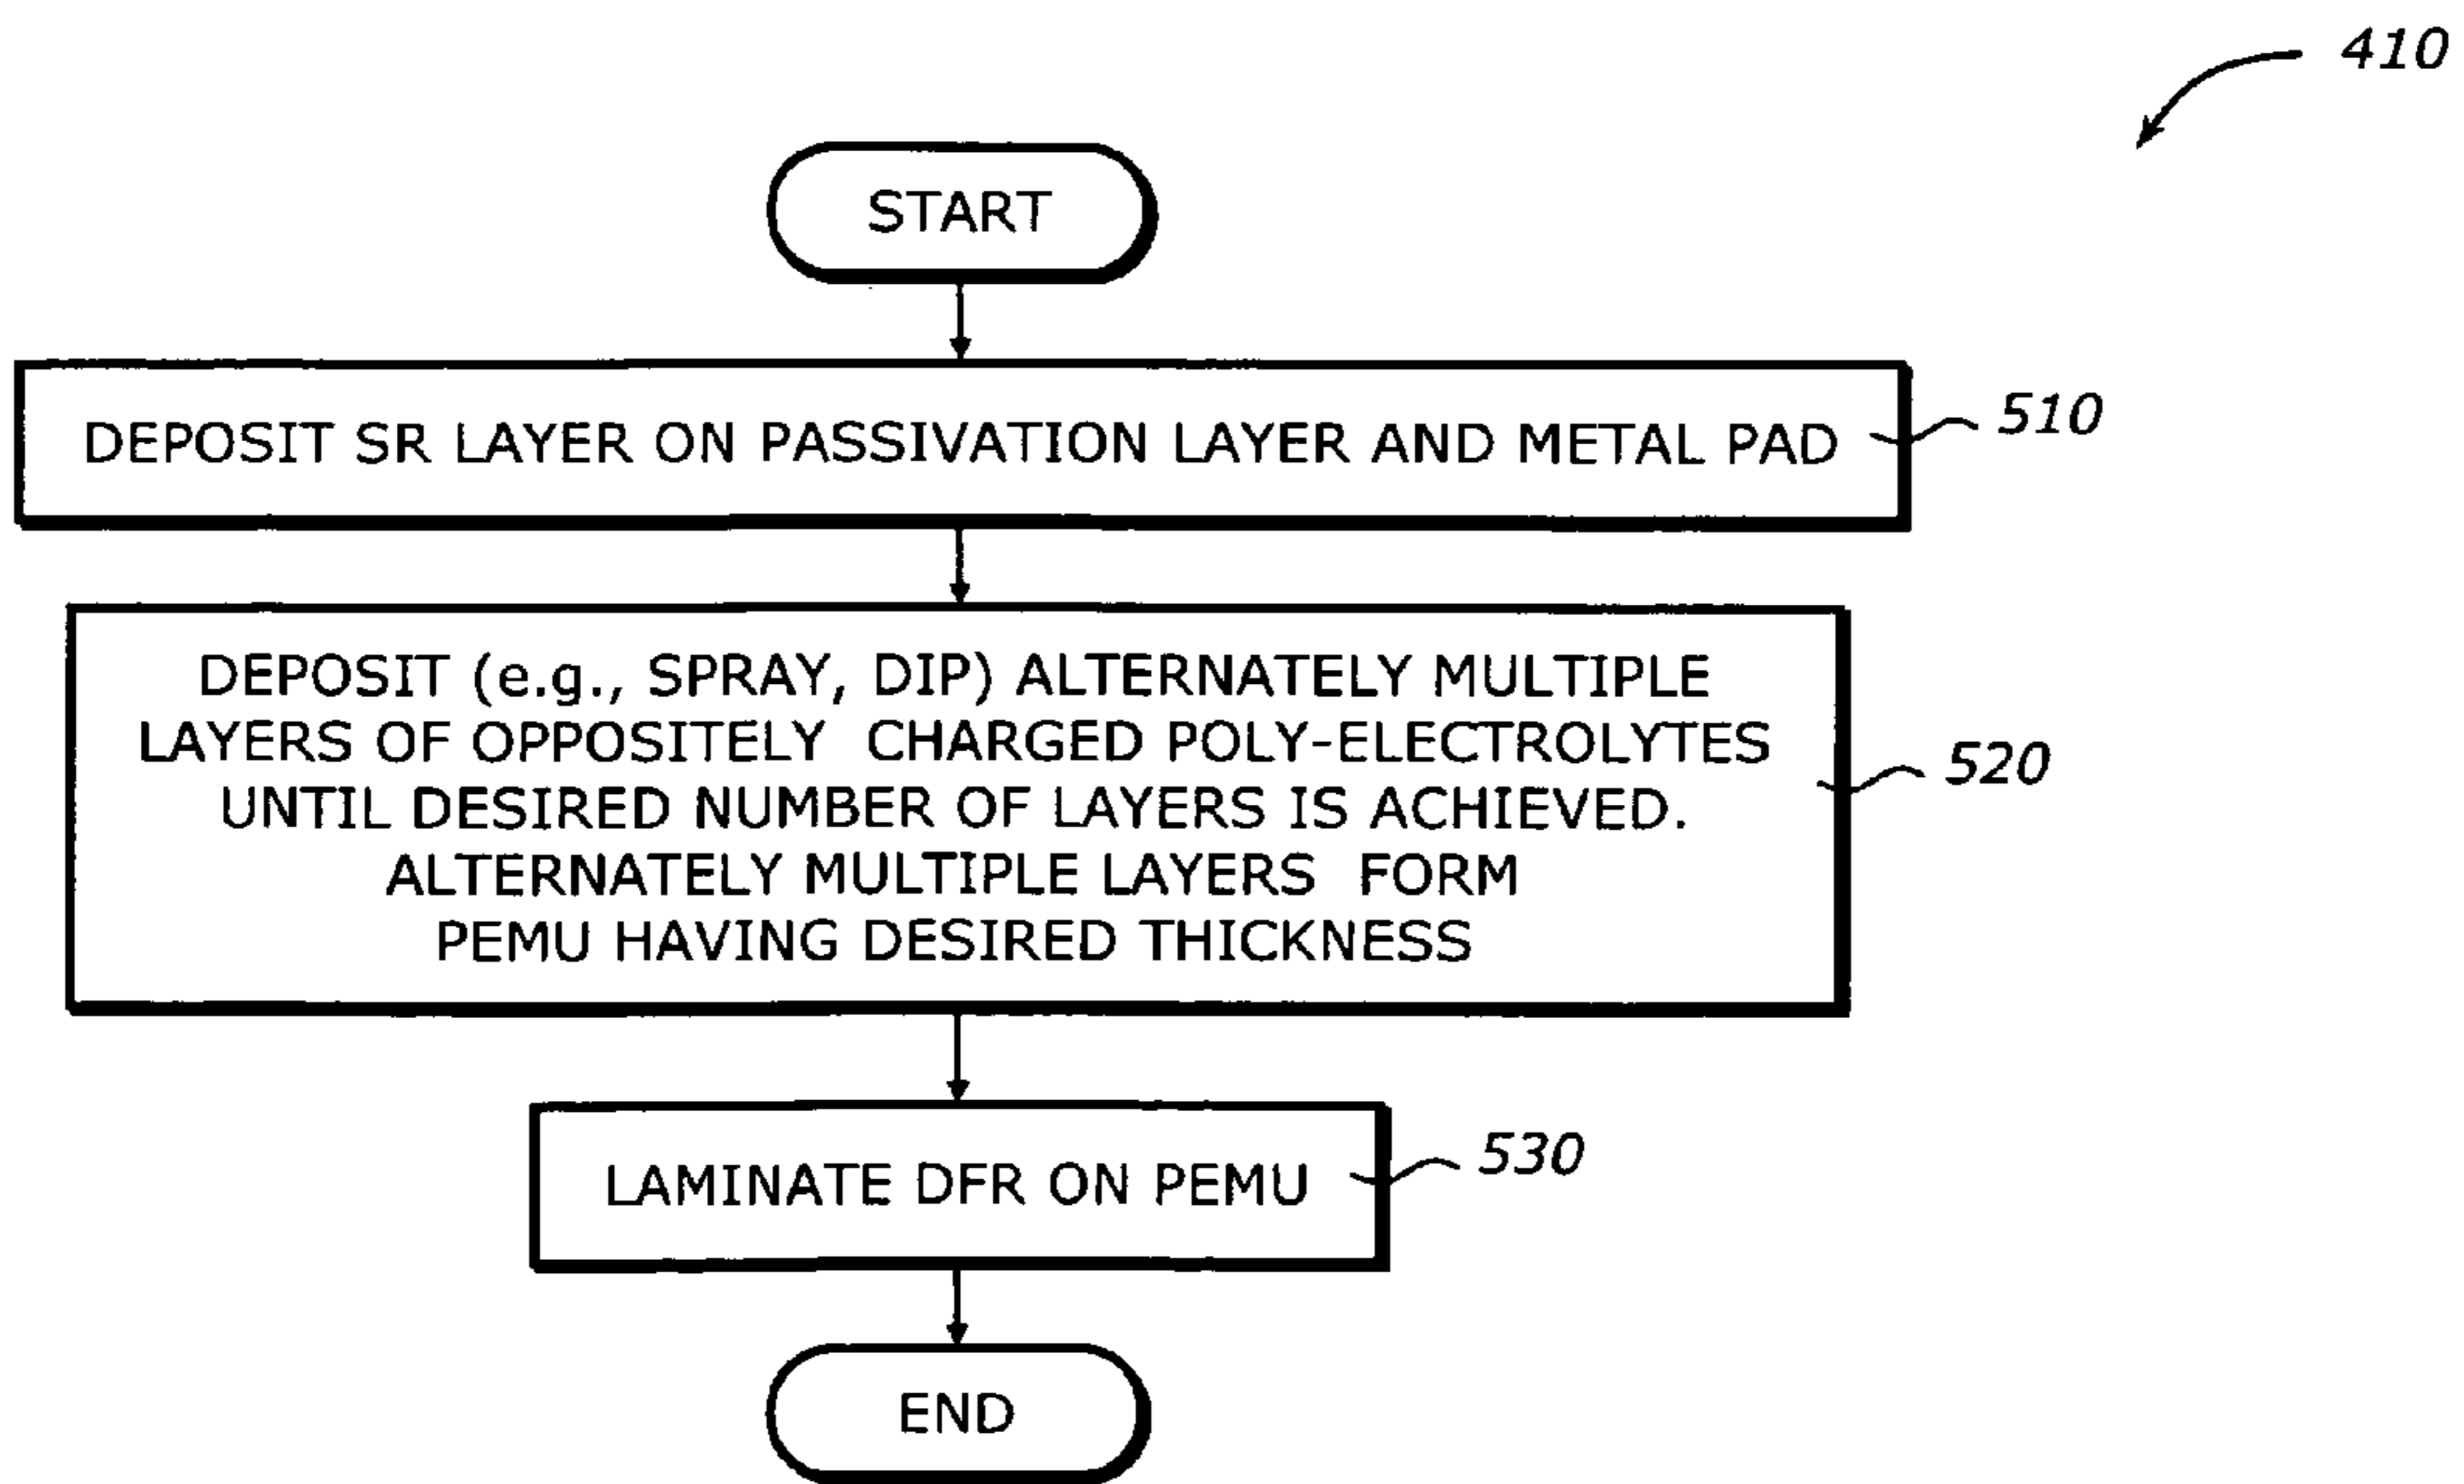 410
START
DEPOSIT SR LAYER ON PASSIVATION LAYER AND METAL PAD
510
DEPOSIT (e.g., SPRAY, DIP) ALTERNATELY MULTIPLE
LAYERS OF OPPOSITELY CHARGED POLY-ELECTROLYTES
UNTIL DESIRED NUMBER OF LAYERS IS ACHIEVED.
ALTERNATELY MULTIPLE LAYERS FORM
PEMU HAVING DESIRED THICKNESS
520
LAMINATE DFR ON PEMU
530
END